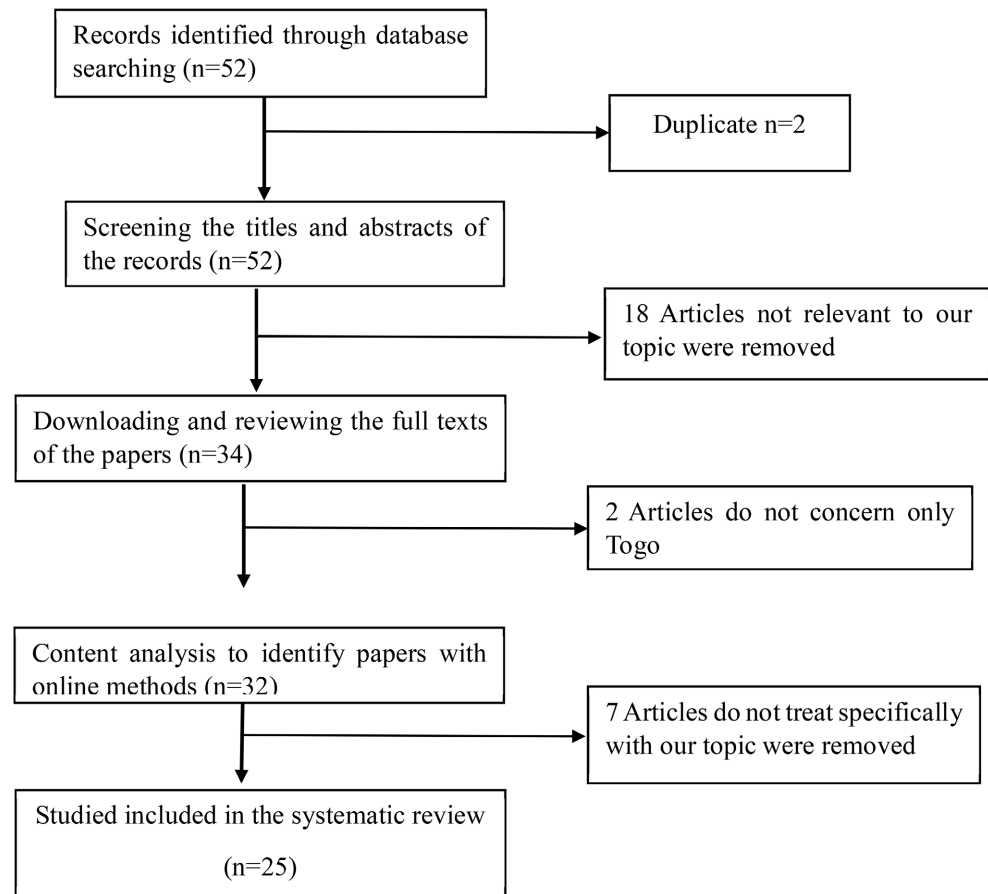 Records identified through database
searching (n=52)
Duplicate n=2
Screening the titles and abstracts of
the records (n=52)
18 Articles not relevant to our
topic were removed
Downloading and reviewing the full texts
of the papers (n=34)
2 Articles do not concern only
Togo
Content analysis to identify papers with
online methods (n=32)
7 Articles do not treat specifically
with our topic were removed
Studied included in the systematic review
(n=25)